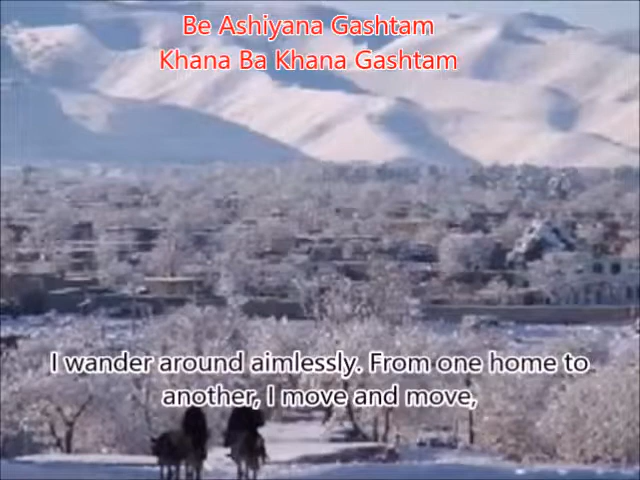 Be Ashiyana Gashtam
Khana Ba Khana Gashtam
I wander around aimlessly. From one home to
another, I move and move,